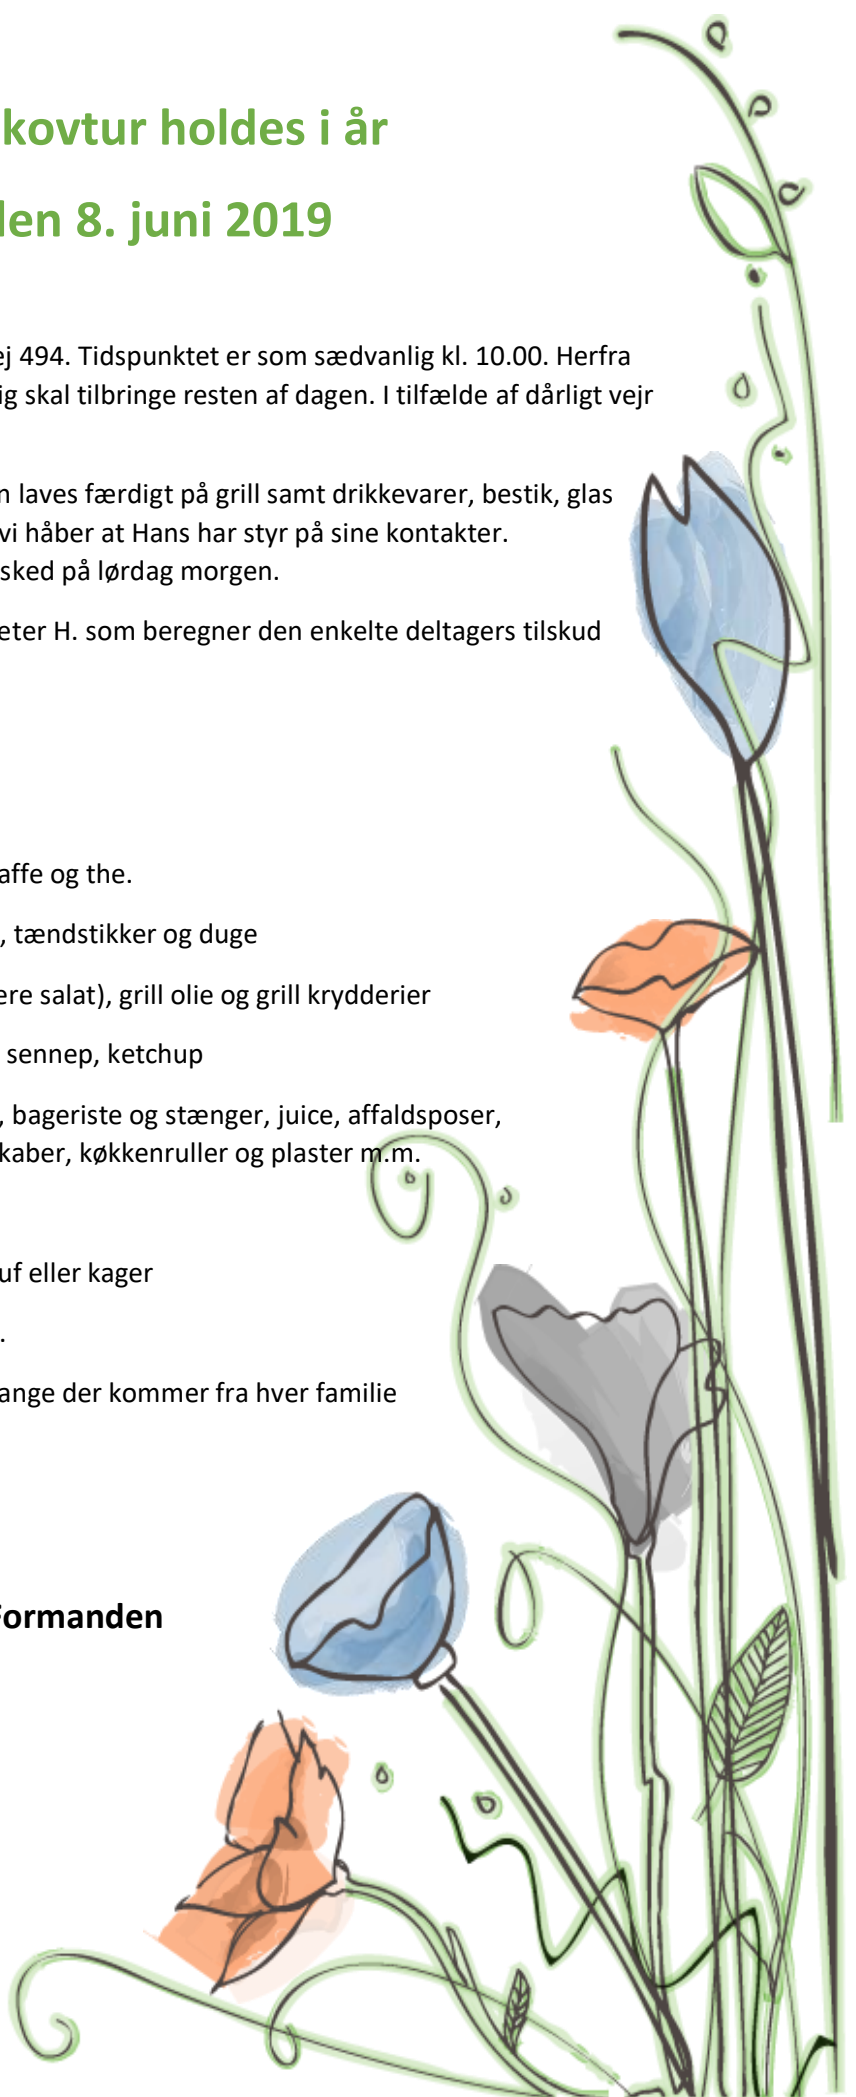 kovtur holdes i år
den 8. juni 2019
ej 494. Tidspunktet er som sædvanlig kl. 10.00. Herfra
ig skal tilbringe resten af dagen. I tilfælde af dårligt vejr
n laves færdigt på grill samt drikkevarer, bestik, glas
vi håber at Hans har styr på sine kontakter.
sked på lørdag morgen.
eter H. som beregner den enkelte deltagers tilskud
affe og the.
, tændstikker og duge
ere salat), grill olie og grill krydderier
sennep, ketchup
, bageriste og stænger, juice, affaldsposer,
kaber, køkkenruller og plaster m.m.
uf eller kager
.
ange der kommer fra hver familie
Formanden